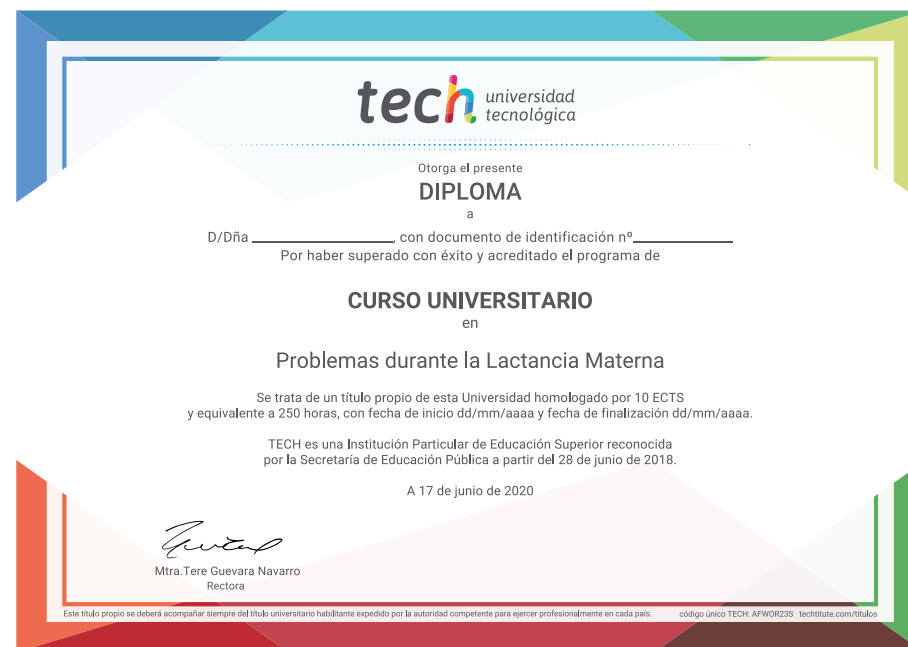 tech universidad
tecnológica
Otorga el presente
DIPLOMA
a
D/Dña ____________________, con documento de identificación nº______________
Por haber superado con éxito y acreditado el programa de
CURSO UNIVERSITARIO
en
Problemas durante la Lactancia Materna
Se trata de un título propio de esta Universidad homologado por 10 ECTS
y equivalente a 250 horas, con fecha de inicio dd/mm/aaaa y fecha de finalización dd/mm/aaaa.
TECH es una Institución Particular de Educación Superior reconocida
por la Secretaría de Educación Pública a partir del 28 de junio de 2018.
A 17 de junio de 2020
Mtra.Tere Guevara Navarro
Rectora
Este título propio se deberá acompañar siempre del título universitario habilitante expedido por la autoridad competente para ejercer profesionalmente en cada país. código único TECH: AFWOR23S techtitute.com/titulos